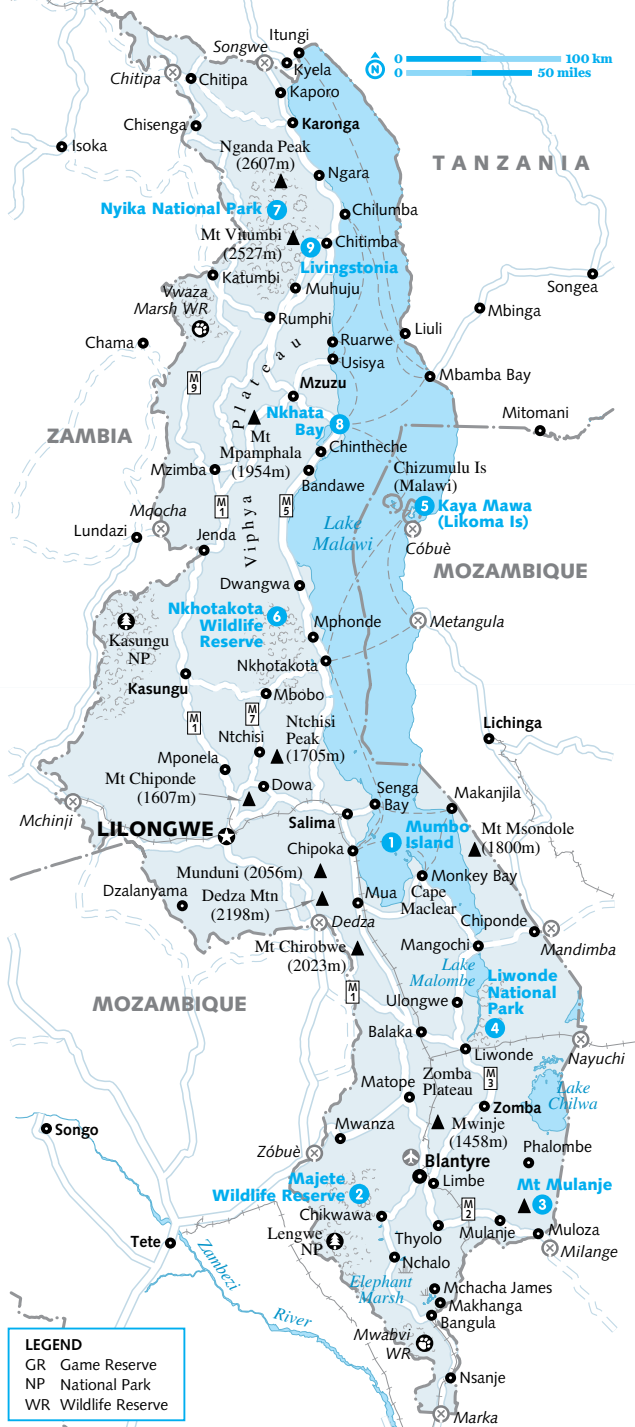 Itungi
Songwe
Kyela
0 100 km
N
0 50 miles
Chitipa
Chitipa
Kaporo
Chisenga
Karonga
Isoka
Nganda Peak
(2607m)
TANZANIA
Ngara
Nyika National Park 7
Chilumba
Mt Vitumbi
(2527m)
9
Chitimba
Livingstonia
Katumbi
Songea
Muhuju
Vwaza
Marsh WR
Mbinga
Rumphi
Liuli
Chama
Ruarwe
Usisya
Mbamba Bay
M
9
Mzuzu
Plateau
Nkhata
Bay
8
Mitomani
ZAMBIA
Mt
Mpamphala
(1954m)
Chintheche
Mzimba
Bandawe
Chizumulu Is
(Malawi)
Viphya
M
1
M
5
5 Kaya Mawa
(Likoma Is)
Mqocha
Lake
Malawi
Lundazi
Jenda
Cóbuè
MOZAMBIQUE
Dwangwa
Nkhotakota
Wildlife
Reserve
6
Kasungu
NP
Mphonde
Metangula
Nkhotakota
Kasungu
Mbobo
M
1
M
7
Ntchisi
Ntchisi
Peak
(1705m)
Lichinga
Mponela
Mt Chiponde
(1607m)
Dowa
Mchinji
Senga
Bay
Makanjila
LILONGWE
Salima
Mumbo
Island
1
Mt Msondole
(1800m)
Chipoka
Munduni (2056m)
Monkey Bay
Dzalanyama
Dedza Mtn
(2198m)
Mua
Cape
Maclear
Dedza
Chiponde
Mandimba
Mt Chirobwe
(2023m)
Mangochi
Lake
Malombe
Liwonde
National
Park
4
M
1
MOZAMBIQUE
Ulongwe
Balaka
Liwonde
Nayuchi
Zomba
Plateau
M
3
Lake
Chilwa
Matope
Zomba
Songo
Mwanza
Mwinje
(1458m)
Zóbuè
Phalombe
Blantyre
Limbe
Majete
Wildlife Reserve 2
Mt Mulanje
3
Chikwawa
M
2
Lengwe
NP
Thyolo
Mulanje
Muloza
Tete
Milange
Nchalo
Zambezi
River
Elephant
Marsh
Mchacha James
Makhanga
Bangula
Mwabvi
WR
LEGEND
GR Game Reserve
NP National Park
WR Wildlife Reserve
Nsanje
Marka